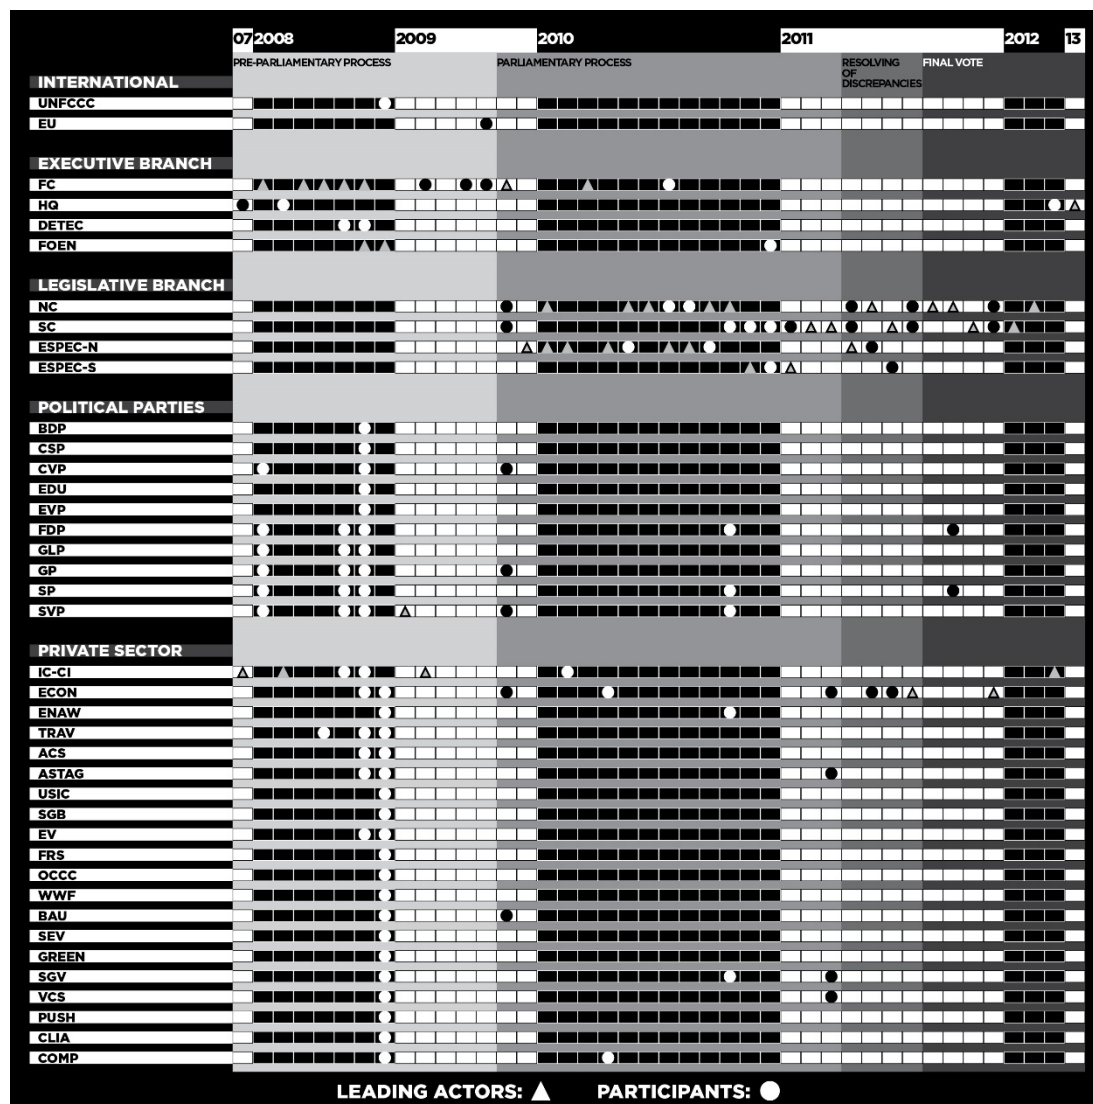 07 2008 2009 2010 2011 2012 13
PRE-PARLIAMENTARY PROCESS PARLIAMENTARY PROCESS RESOLVING OF DISCREPANCIES FINAL VOTE
INTERNATIONAL
UNFCCC
EU
EXECUTIVE BRANCH
FC
HQ
DETEC
FOEN
LEGISLATIVE BRANCH
NC
SC
ESPEC-N
ESPEC-S
POLITICAL PARTIES
BDP
CSP
CVP
EDU
EVP
FDP
GLP
GP
SP
SVP
PRIVATE SECTOR
IC-CI
ECON
ENAW
TRAV
ACS
ASTAG
USIC
SGB
EV
FRS
OCCC
WWF
BAU
SEV
GREEN
SGV
VCS
PUSH
CLIA
COMP
LEADING ACTORS: PARTICIPANTS: